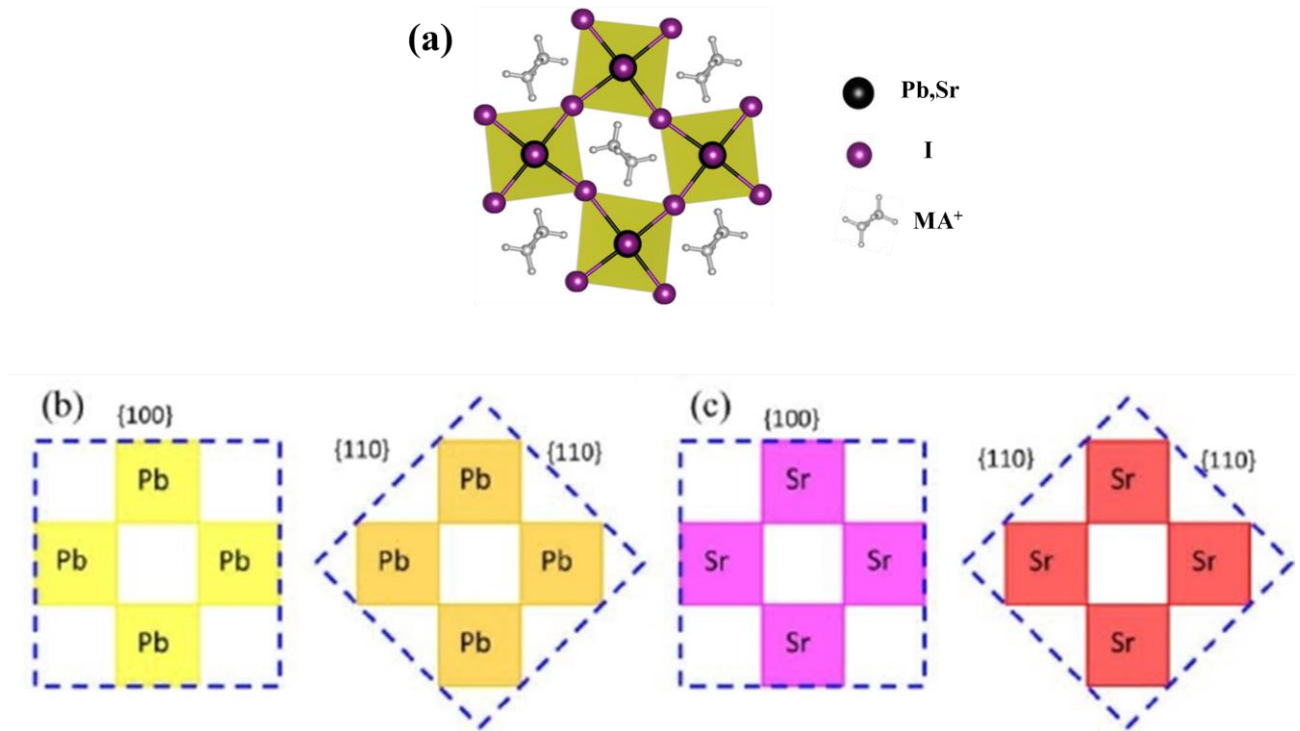 (a)
Pb,Sr
I
MA⁺
(b)
{100}
Pb
Pb
Pb
Pb
{110}
{110}
Pb
Pb
Pb
Pb
(c)
{100}
Sr
Sr
Sr
Sr
{110}
{110}
Sr
Sr
Sr
Sr